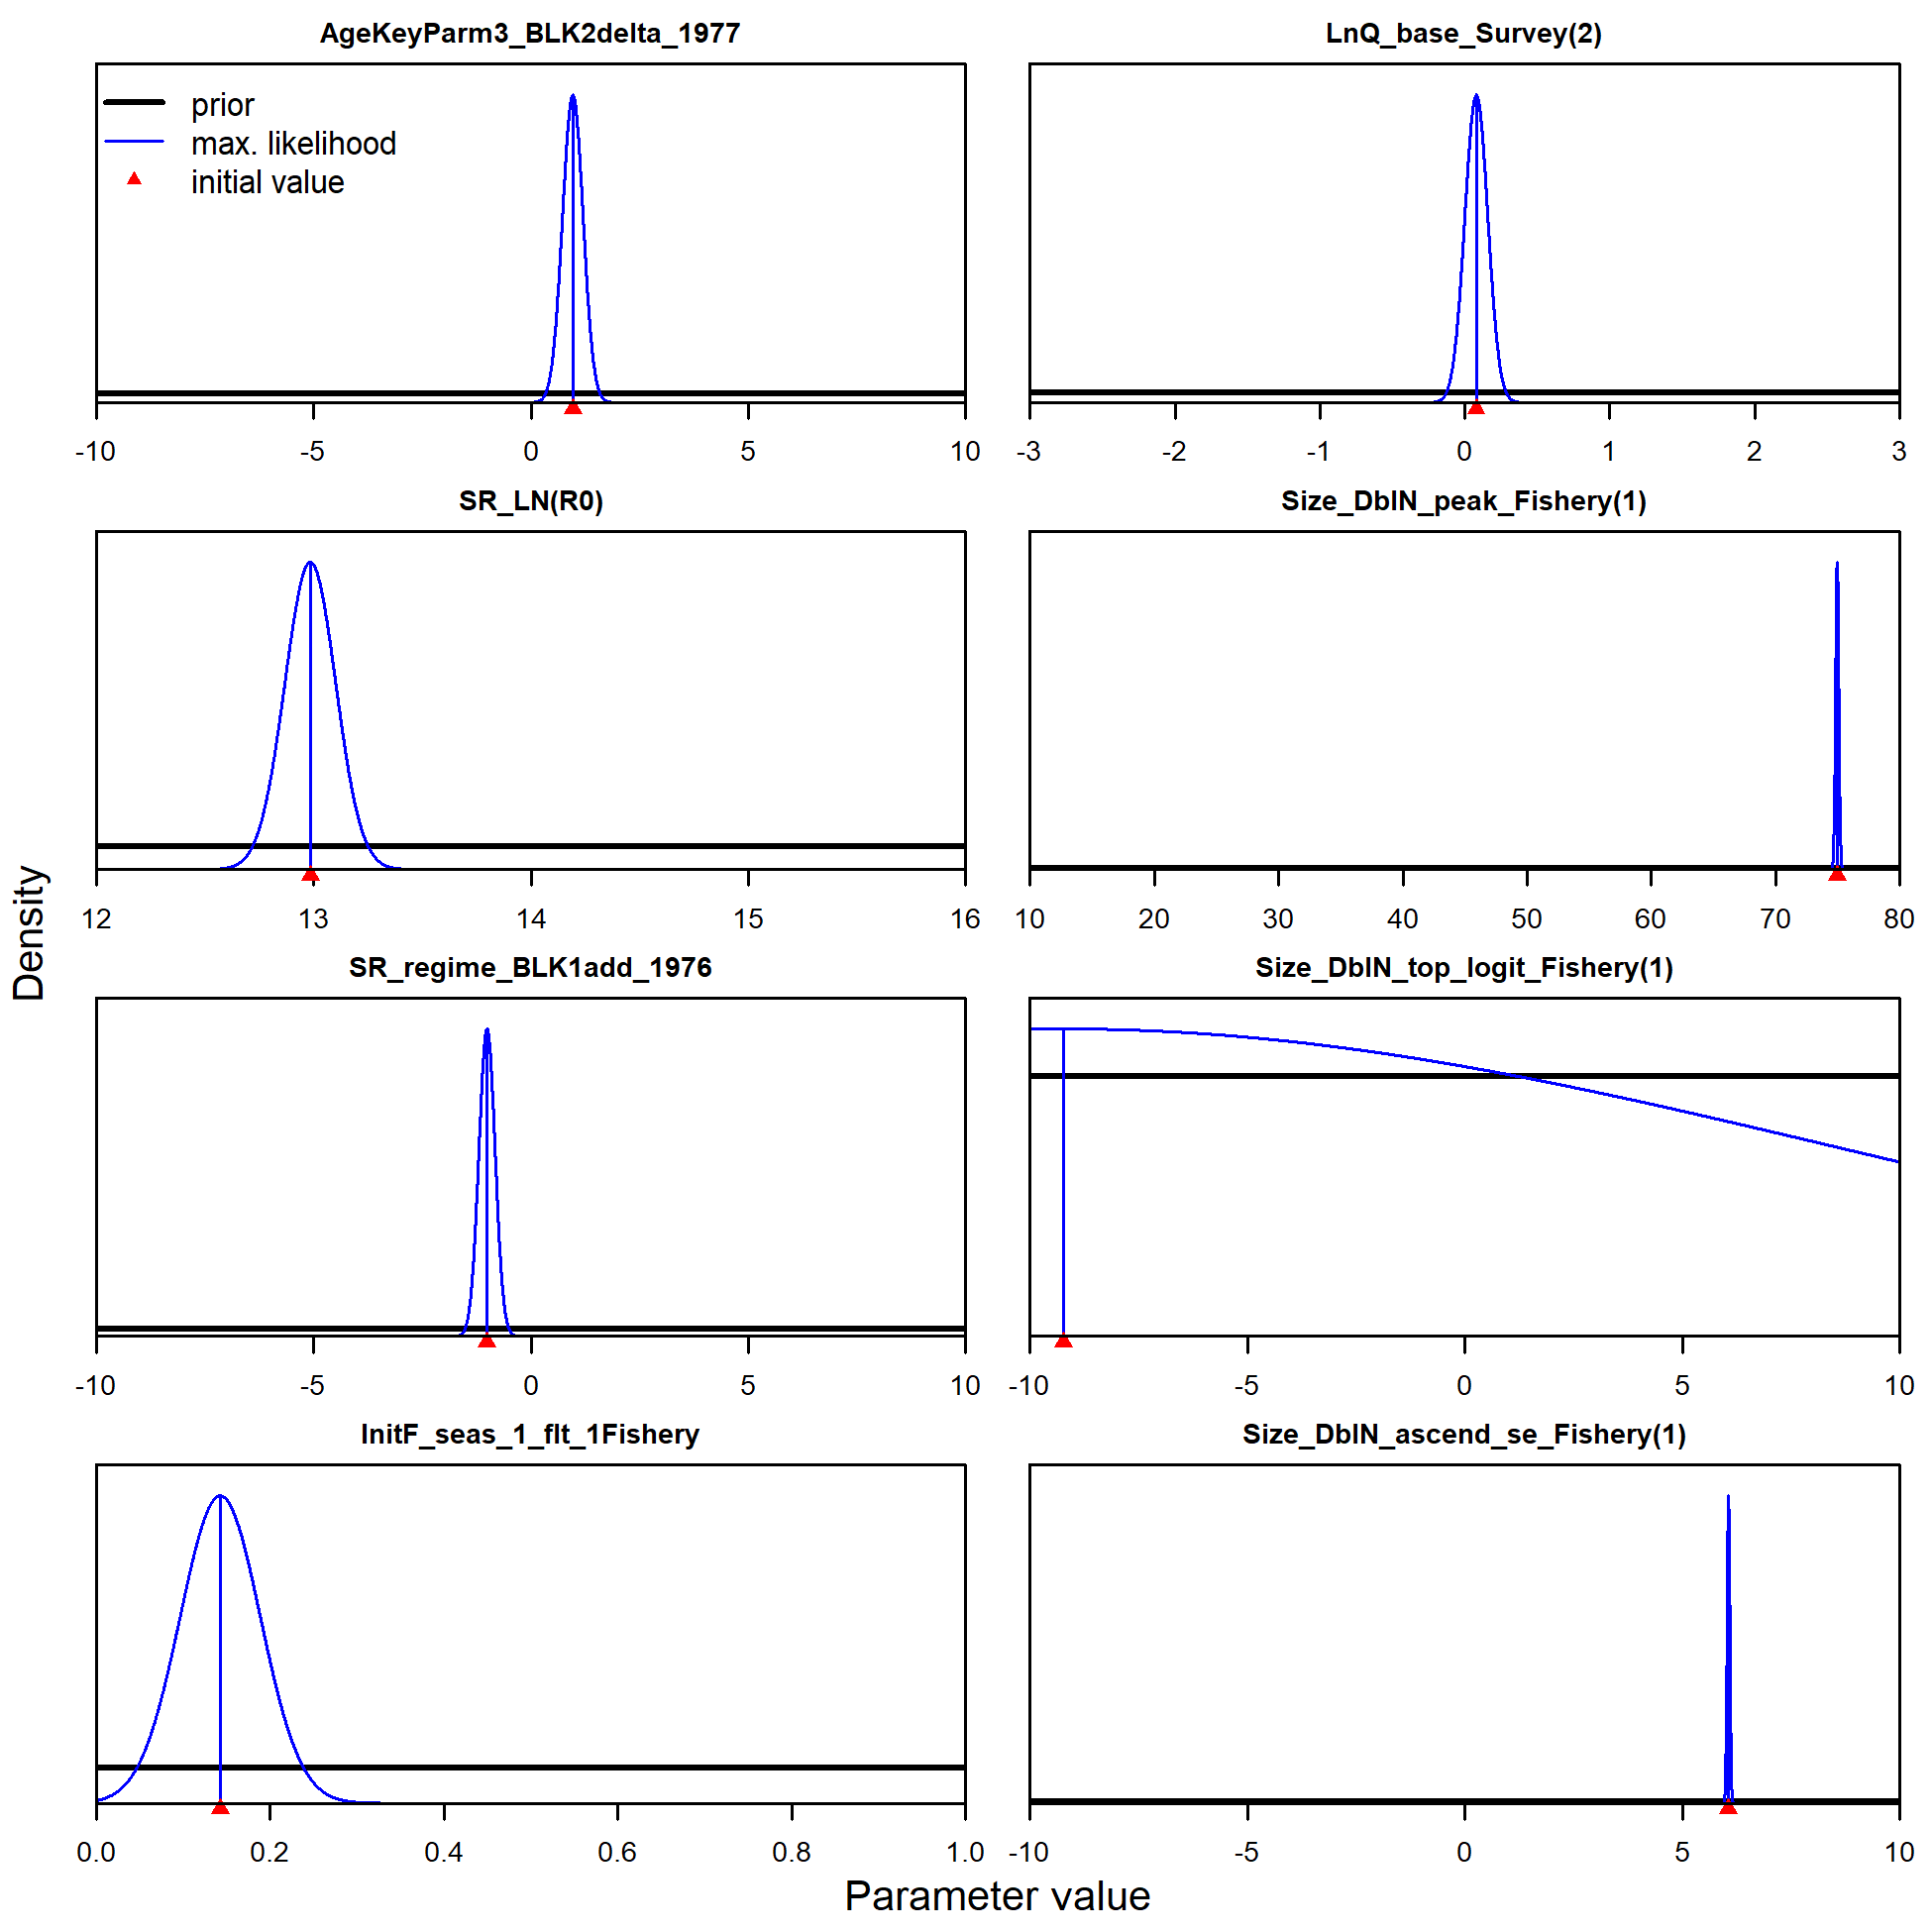 AgeKeyParm3_BLK2delta_1977
prior
max. likelihood
initial value
-10 -5 0 5 10
LnQ_base_Survey(2)
-3 -2 -1 0 1 2 3
SR_LN(R0)
12 13 14 15 16
Size_DblN_peak_Fishery(1)
10 20 30 40 50 60 70 80
SR_regime_BLK1add_1976
-10 -5 0 5 10
Size_DblN_top_logit_Fishery(1)
-10 -5 0 5 10
InitF_seas_1_flt_1Fishery
0.0 0.2 0.4 0.6 0.8 1.0
Size_DblN_ascend_se_Fishery(1)
-10 -5 0 5 10
Density
Parameter value